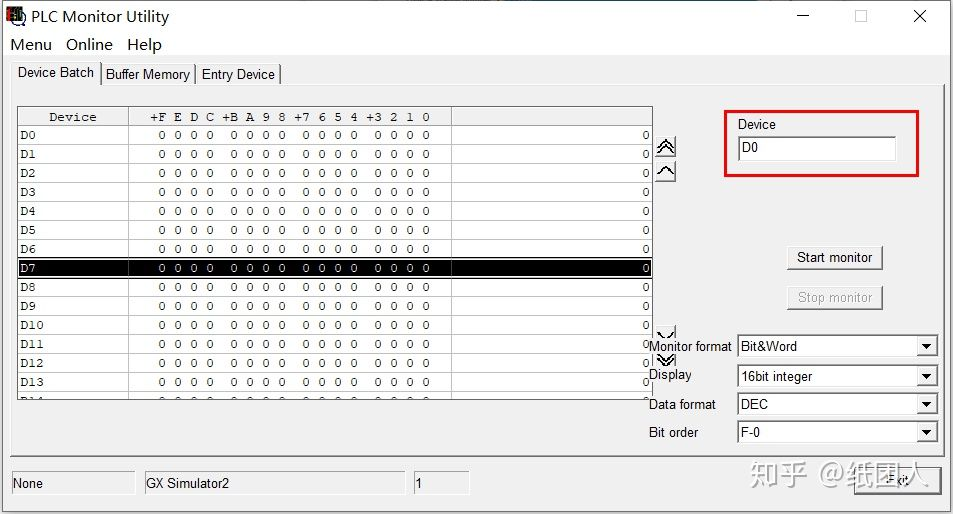 PLC Monitor Utility
Menu Online Help
Device Batch Buffer Memory Entry Device
Device +F E D C +B A 9 8 +7 6 5 4 +3 2 1 0
D0 0 0 0 0 0 0 0 0 0 0 0 0 0 0 0 0 0
D1 0 0 0 0 0 0 0 0 0 0 0 0 0 0 0 0 0
D2 0 0 0 0 0 0 0 0 0 0 0 0 0 0 0 0 0
D3 0 0 0 0 0 0 0 0 0 0 0 0 0 0 0 0 0
D4 0 0 0 0 0 0 0 0 0 0 0 0 0 0 0 0 0
D5 0 0 0 0 0 0 0 0 0 0 0 0 0 0 0 0 0
D6 0 0 0 0 0 0 0 0 0 0 0 0 0 0 0 0 0
D7 0 0 0 0 0 0 0 0 0 0 0 0 0 0 0 0 0
D8 0 0 0 0 0 0 0 0 0 0 0 0 0 0 0 0 0
D9 0 0 0 0 0 0 0 0 0 0 0 0 0 0 0 0 0
D10 0 0 0 0 0 0 0 0 0 0 0 0 0 0 0 0 0
D11 0 0 0 0 0 0 0 0 0 0 0 0 0 0 0 0 0
D12 0 0 0 0 0 0 0 0 0 0 0 0 0 0 0 0 0
D13 0 0 0 0 0 0 0 0 0 0 0 0 0 0 0 0 0
Device
D0
Start monitor
Stop monitor
Monitor format Bit&Word
Display 16bit integer
Data format DEC
Bit order F-0
None GX Simulator2 1
Exit
知乎 @纸团人